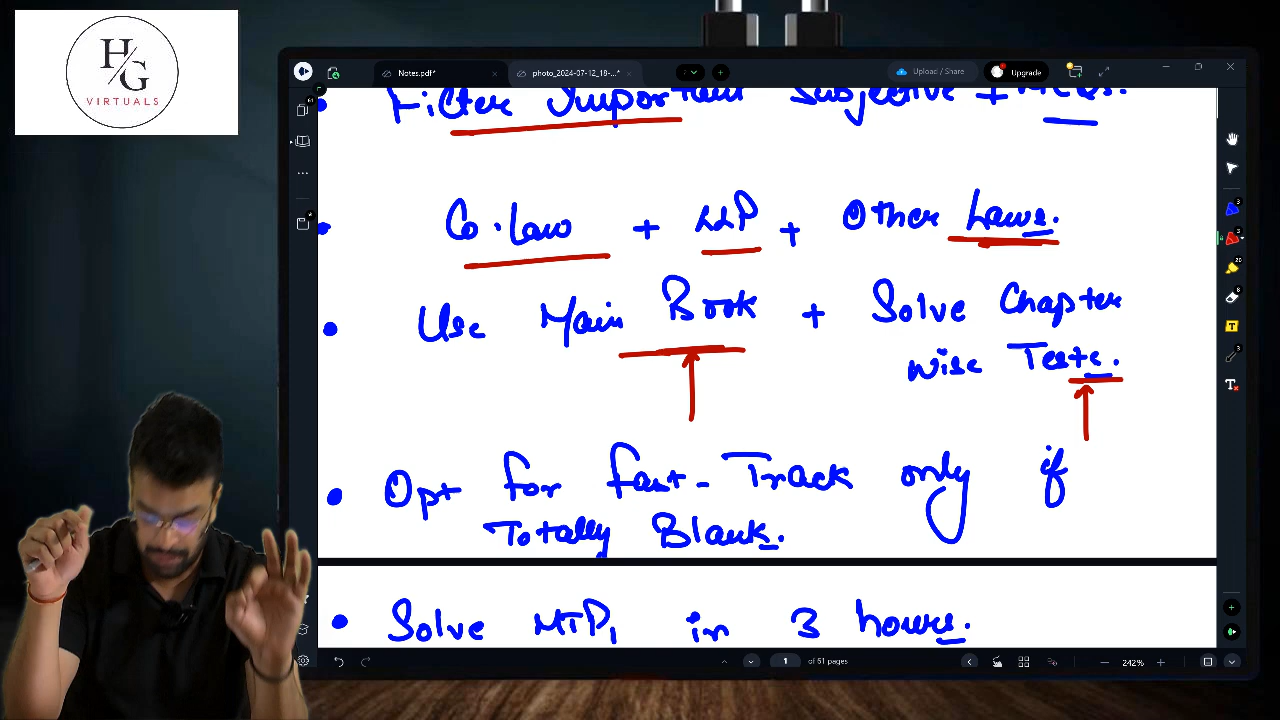 H/G
VIRTUALS
Notes.pdf*
photo_2024-07-12_18-...*
7
Upload / Share
Upgrade
• Filter Important Subjective + MCQs.
• Co. Law + LLP + Other Laws.
• Use Main Book + Solve Chapter
wise Tests.
• Opt for fast-Track only if
Totally Blank.
• Solve MTP1 in 3 hours.
1 of 61 pages
242%